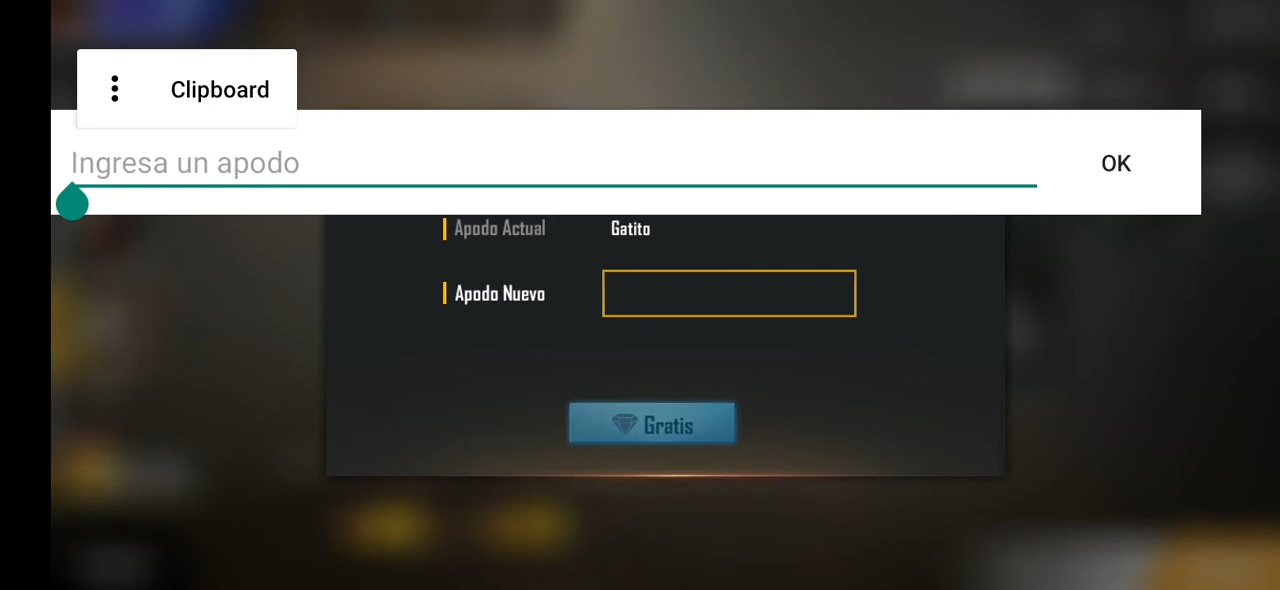 Clipboard
Ingresa un apodo
OK
Apodo Actual Gatito
Apodo Nuevo
Gratis